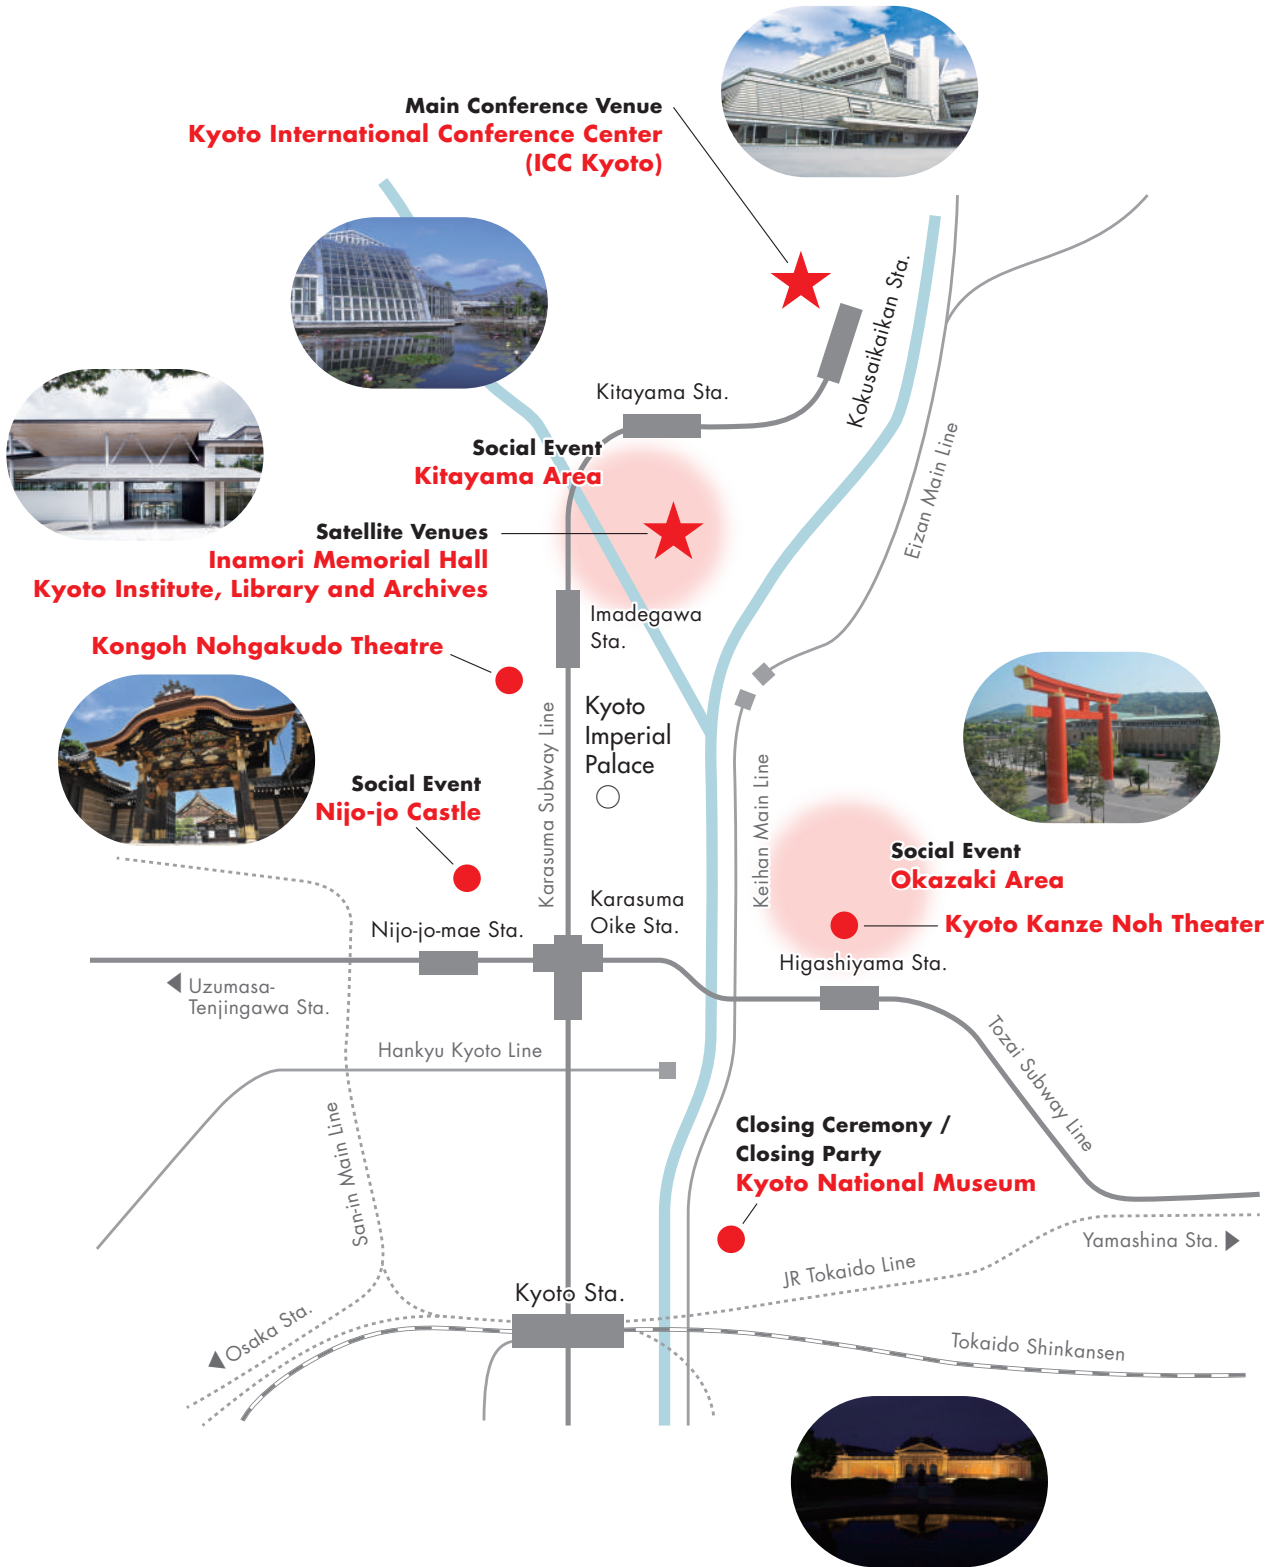 Main Conference Venue
Kyoto International Conference Center
(ICC Kyoto)
Kokusaikaikan Sta.
Kitayama Sta.
Social Event
Kitayama Area
Eizan Main Line
Satellite Venues
Inamori Memorial Hall
Kyoto Institute, Library and Archives
Imadegawa
Sta.
Kongoh Nohgakudo Theatre
Karasuma Subway Line
Kyoto
Imperial
Palace
Keihan Main Line
Social Event
Nijo-jo Castle
Social Event
Okazaki Area
Kyoto Kanze Noh Theater
Karasuma
Oike Sta.
Nijo-jo-mae Sta.
Higashiyama Sta.
Uzumasa-
Tenjingawa Sta.
Tozai Subway Line
Hankyu Kyoto Line
San-in Main Line
Closing Ceremony /
Closing Party
Kyoto National Museum
Yamashina Sta.
JR Tokaido Line
Kyoto Sta.
Osaka Sta.
Tokaido Shinkansen